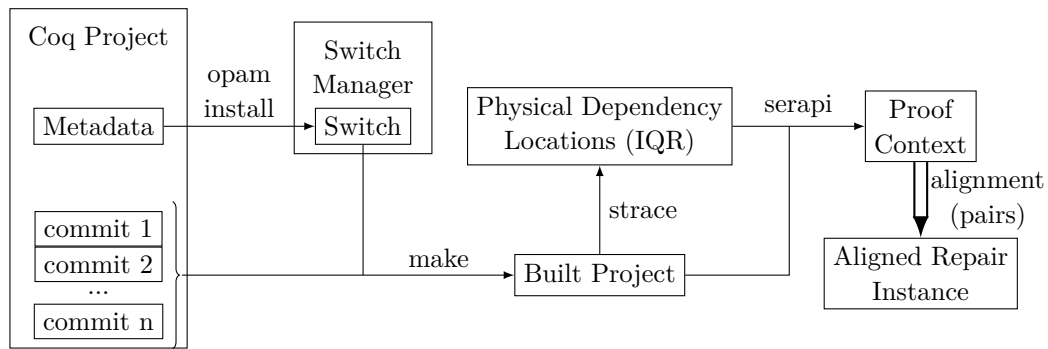 Coq Project
Metadata
commit 1
commit 2
...
commit n
opam
install
Switch
Manager
Switch
make
Physical Dependency
Locations (IQR)
strace
Built Project
serapi
Proof
Context
alignment
(pairs)
Aligned Repair
Instance